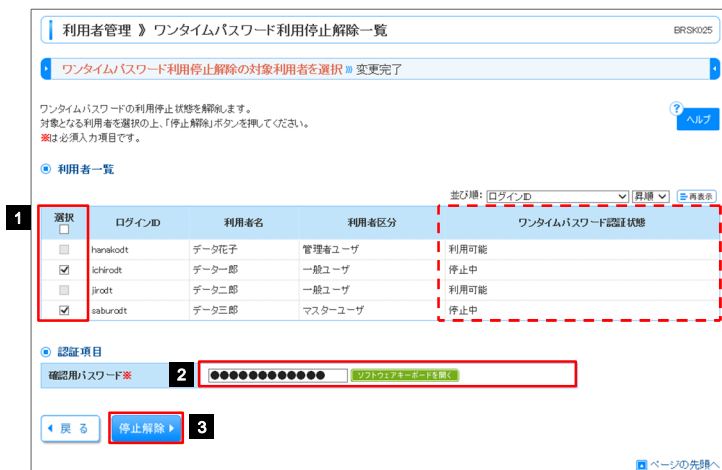 利用者管理 》 ワンタイムパスワード利用停止解除一覧
BRSK025
ワンタイムパスワード利用停止解除の対象利用者を選択 》 変更完了
ワンタイムパスワードの利用停止状態を解除します。
対象となる利用者を選択の上、「停止解除」ボタンを押してください。
※は必須入力項目です。
?
ヘルプ
利用者一覧
並び順: ログインID 昇順 再表示
1
選択 ログインID 利用者名 利用者区分 ワンタイムパスワード認証状態
hanakodt データ花子 管理者ユーザ 利用可能
ichirodt データ一郎 一般ユーザ 停止中
jirodt データ二郎 一般ユーザ 利用可能
saburodt データ三郎 マスターユーザ 停止中
認証項目
確認用パスワード※ 2 ●●●●●●●●●●●● ソフトウェアキーボードを開く
戻る 停止解除 3
ページの先頭へ